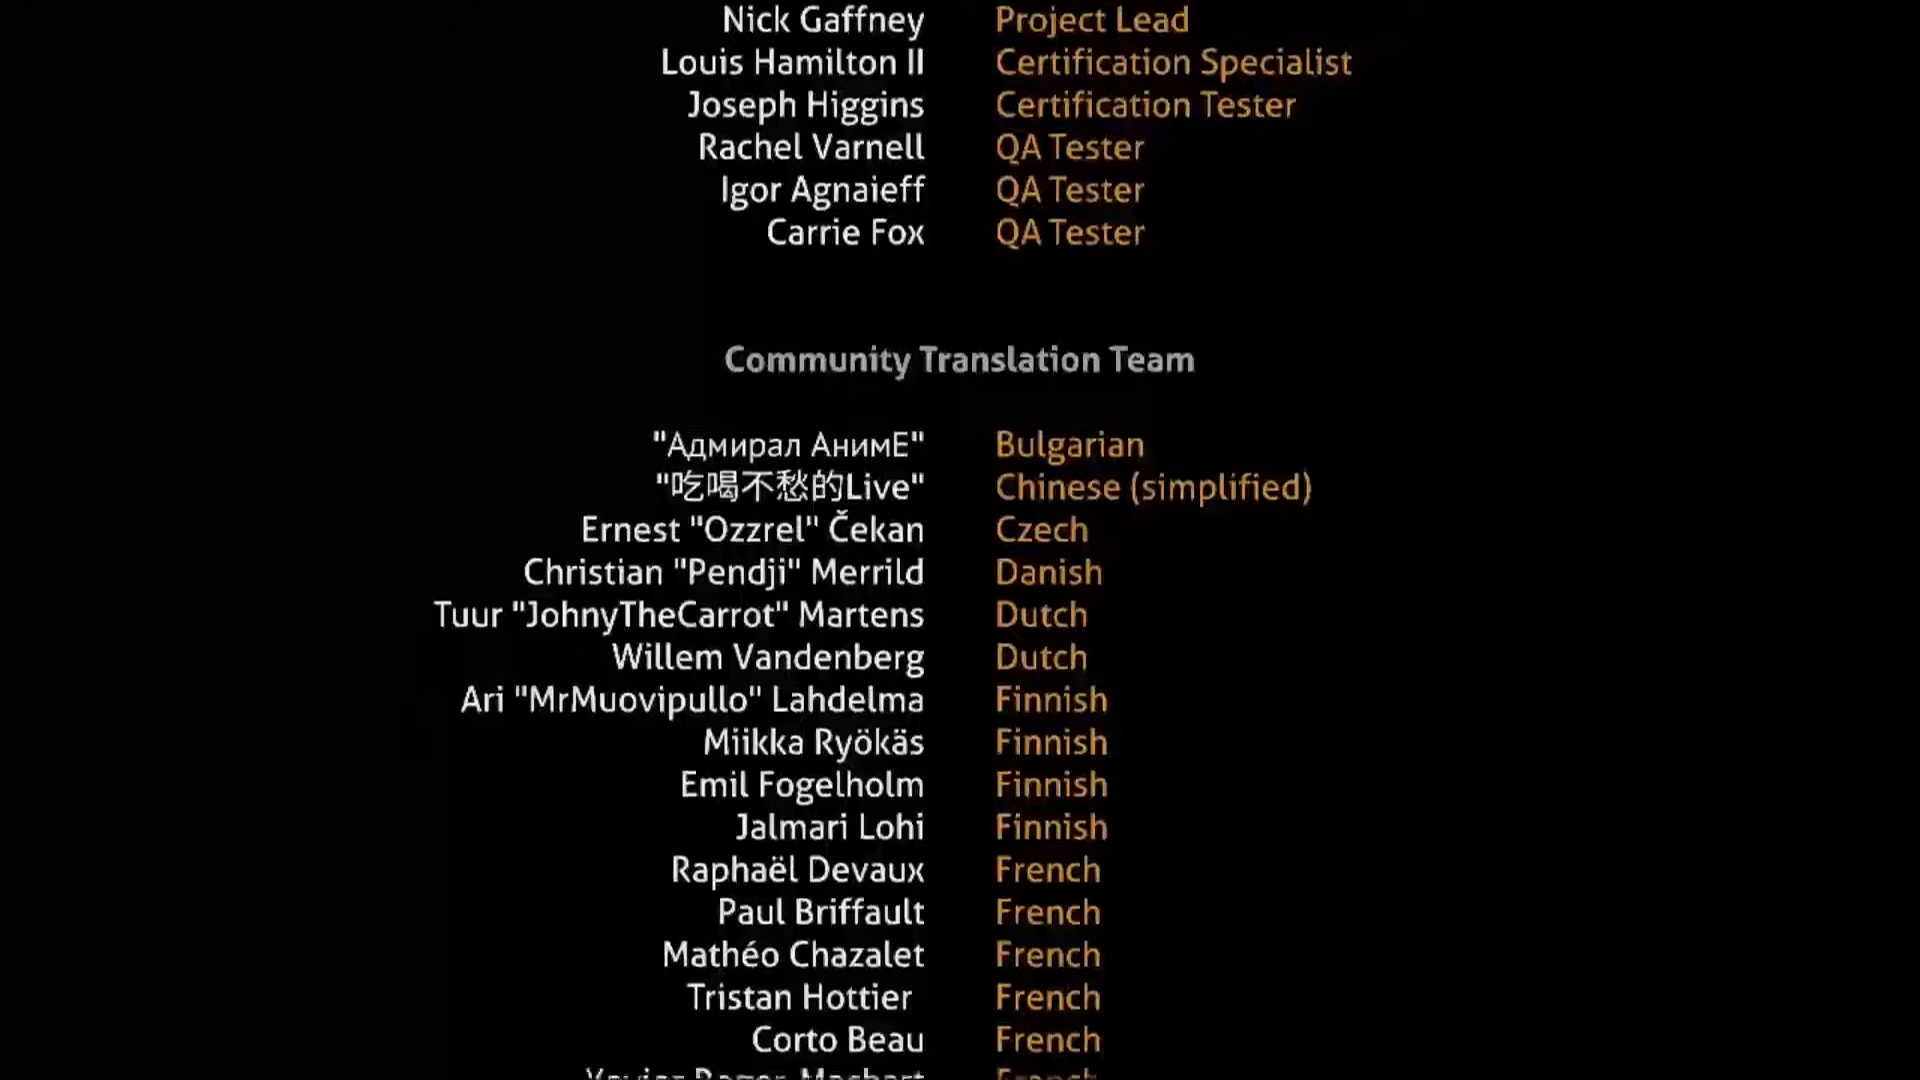 Nick Gaffney Project Lead
Louis Hamilton II Certification Specialist
Joseph Higgins Certification Tester
Rachel Varnell QA Tester
Igor Agnaieff QA Tester
Carrie Fox QA Tester
Community Translation Team
"Адмирал АнимЕ" Bulgarian
"吃喝不愁的Live" Chinese (simplified)
Ernest "Ozzrel" Čekan Czech
Christian "Pendji" Merrild Danish
Tuur "JohnyTheCarrot" Martens Dutch
Willem Vandenberg Dutch
Ari "MrMuovipullo" Lahdelma Finnish
Miikka Ryökäs Finnish
Emil Fogelholm Finnish
Jalmari Lohi Finnish
Raphaël Devaux French
Paul Briffault French
Mathéo Chazalet French
Tristan Hottier French
Corto Beau French
French